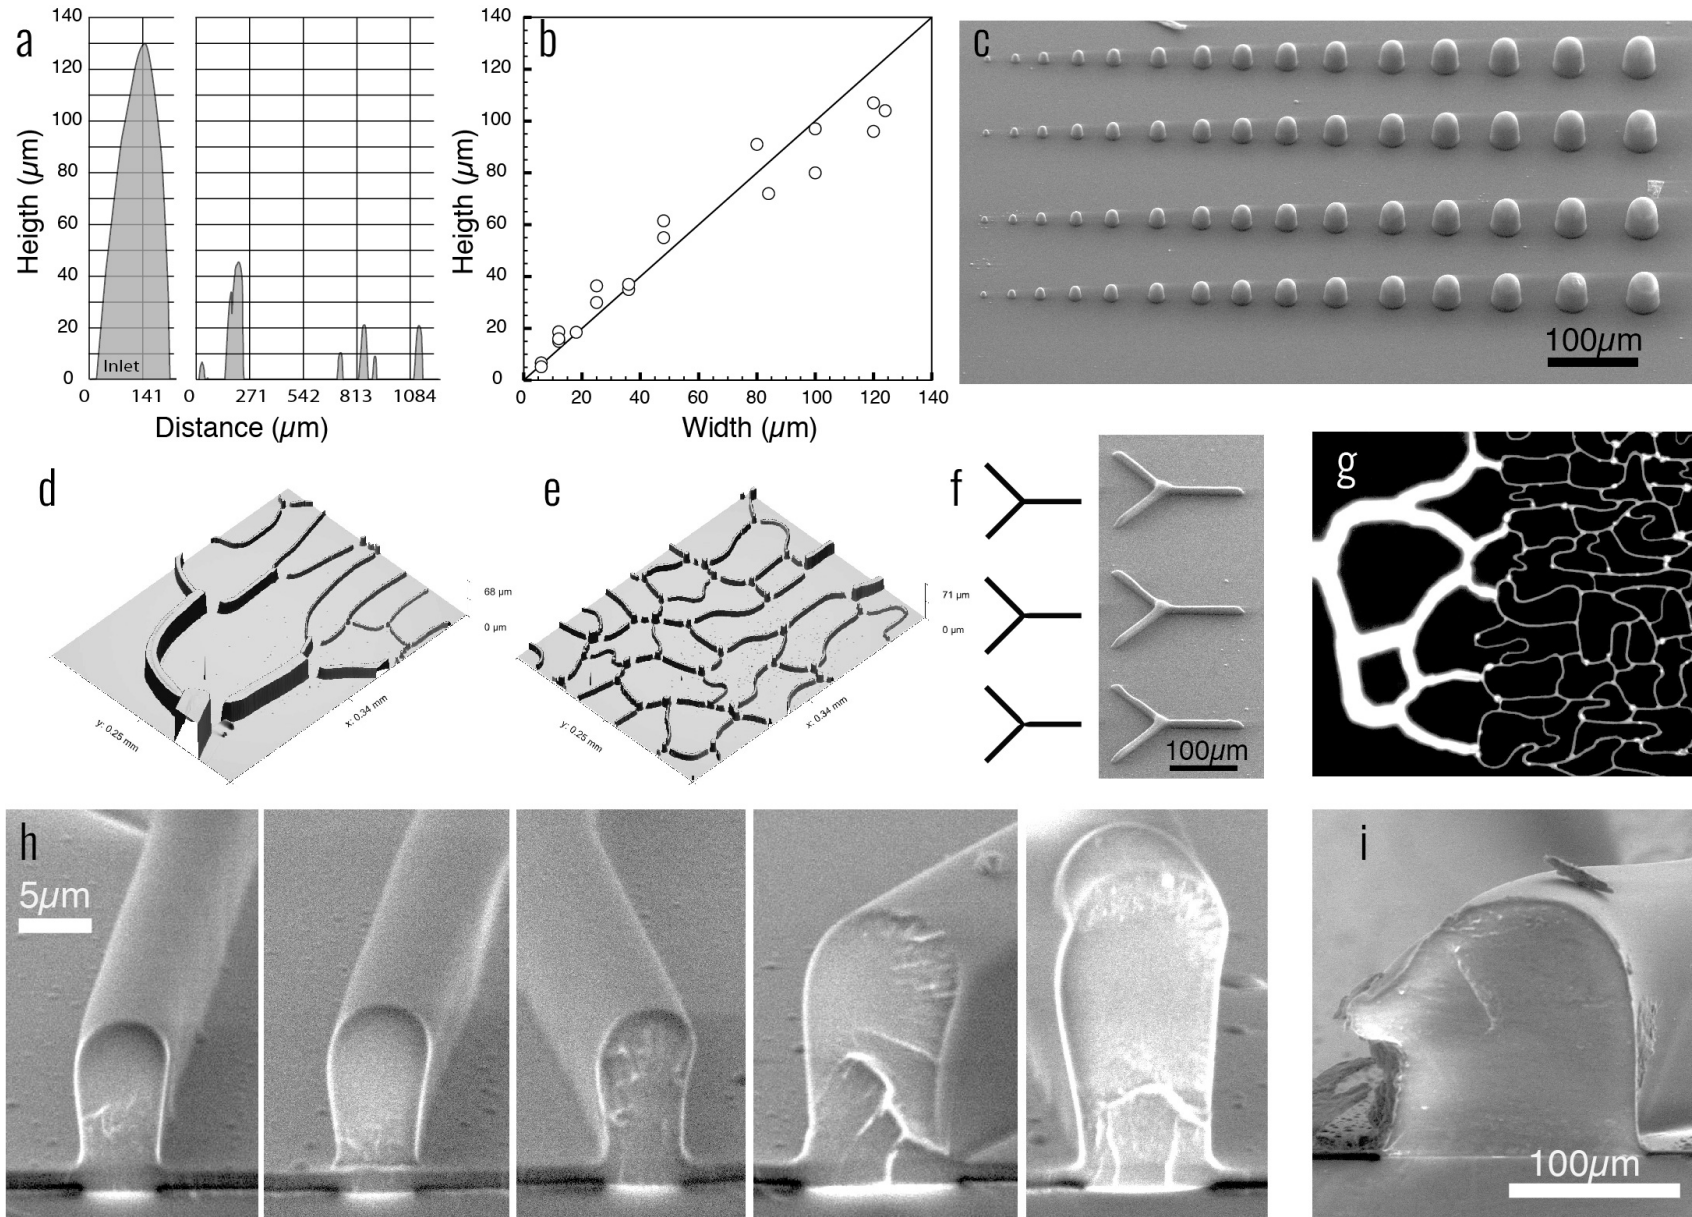 a
Heigth (µm)
140
120
100
80
60
40
20
0
Inlet
0 141 0 271 542 813 1084
Distance (µm)
b
Heigth (µm)
140
120
100
80
60
40
20
0
0 20 40 60 80 100 120 140
Width (µm)
c
100µm
d
68 µm
0 µm
y: 0.25 mm
x: 0.34 mm
e
71 µm
0 µm
y: 0.25 mm
x: 0.34 mm
f
100µm
g
h
5µm
i
100µm